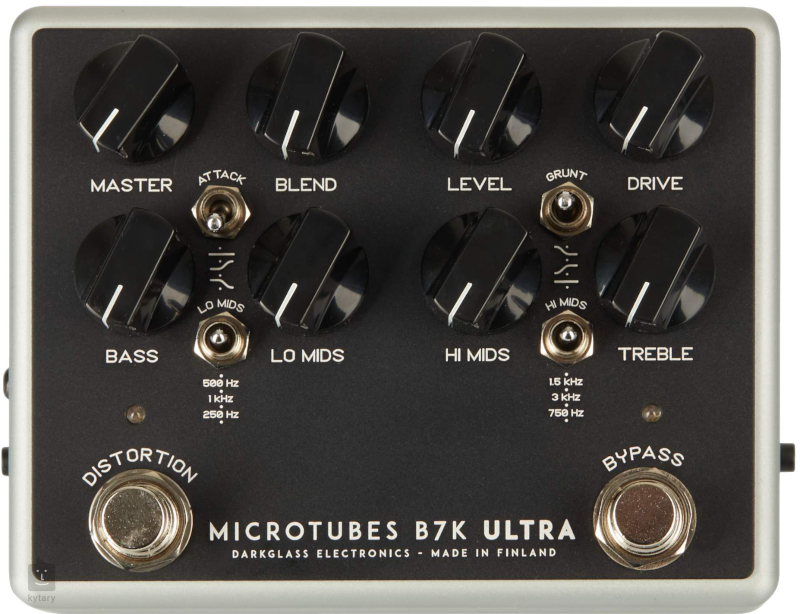 MASTER
ATTACK
BLEND
LEVEL
GRUNT
DRIVE
BASS
LO MIDS
LO MIDS
HI MIDS
HI MIDS
TREBLE
500 Hz
1 kHz
250 Hz
1.5 kHz
3 kHz
750 Hz
DISTORTION
BYPASS
MICROTUBES B7K ULTRA
DARKGLASS ELECTRONICS - MADE IN FINLAND
kytary